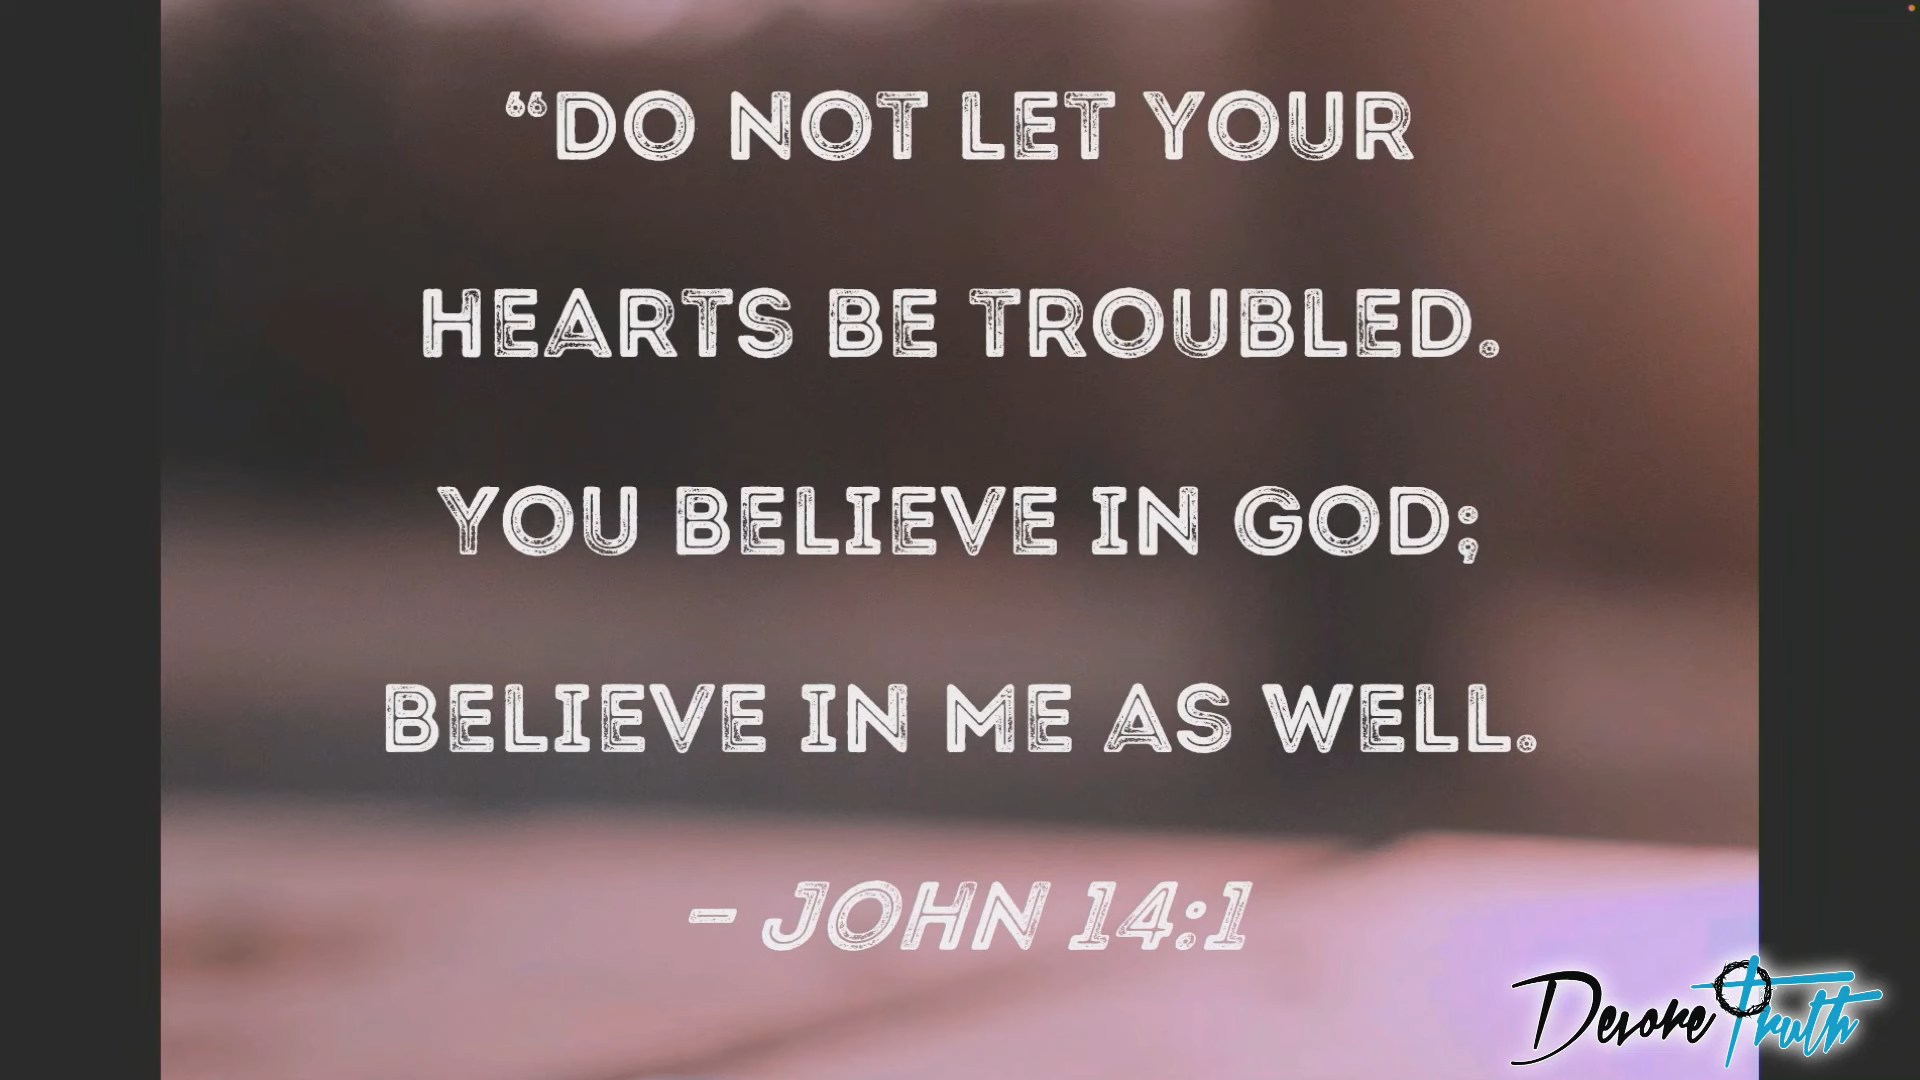 “DO NOT LET YOUR
HEARTS BE TROUBLED.
YOU BELIEVE IN GOD;
BELIEVE IN ME AS WELL.
– JOHN 14:1
Devore Truth